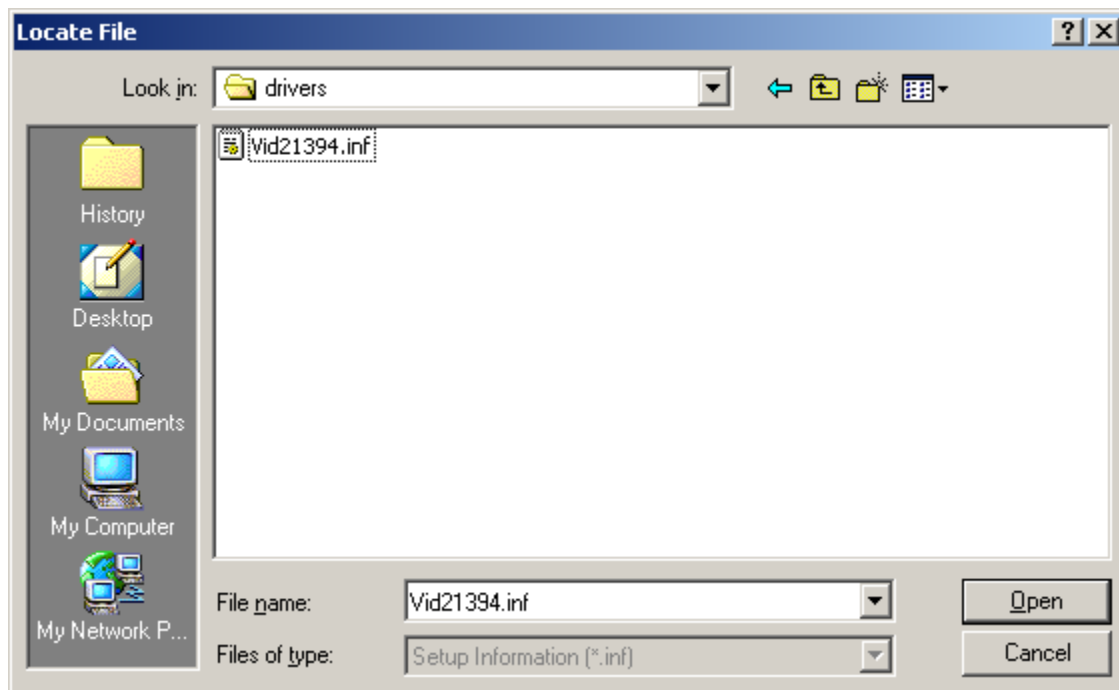 Locate File
Look in: drivers
Vid21394.inf
History
Desktop
My Documents
My Computer
My Network P...
File name: Vid21394.inf Open
Files of type: Setup Information (*.inf) Cancel